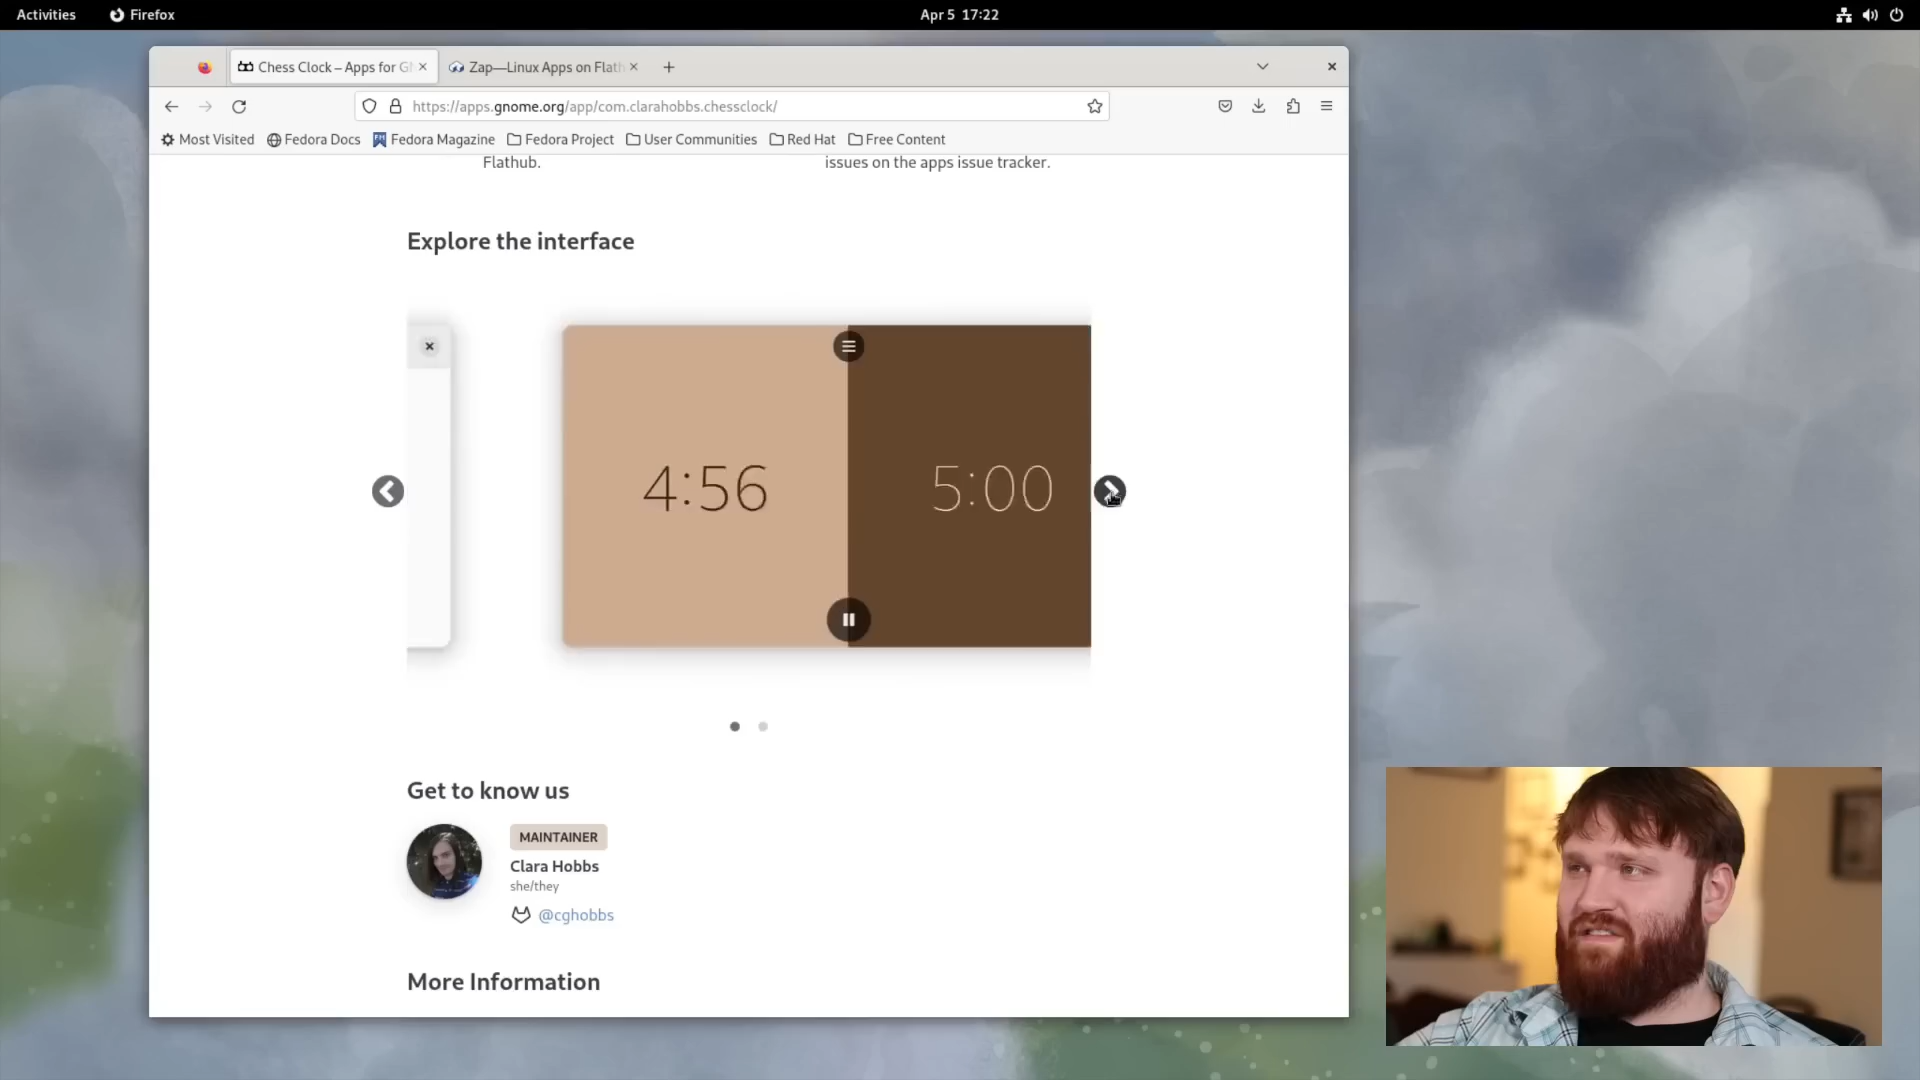 Activities
Firefox
Apr 5 17:22
Chess Clock – Apps for G
Zap—Linux Apps on Flath
https://apps.gnome.org/app/com.clarahobbs.chessclock/
Most Visited
Fedora Docs
Fedora Magazine
Fedora Project
User Communities
Red Hat
Free Content
Flathub.
issues on the apps issue tracker.
Explore the interface
4:56
5:00
Get to know us
MAINTAINER
Clara Hobbs
she/they
@cghobbs
More Information